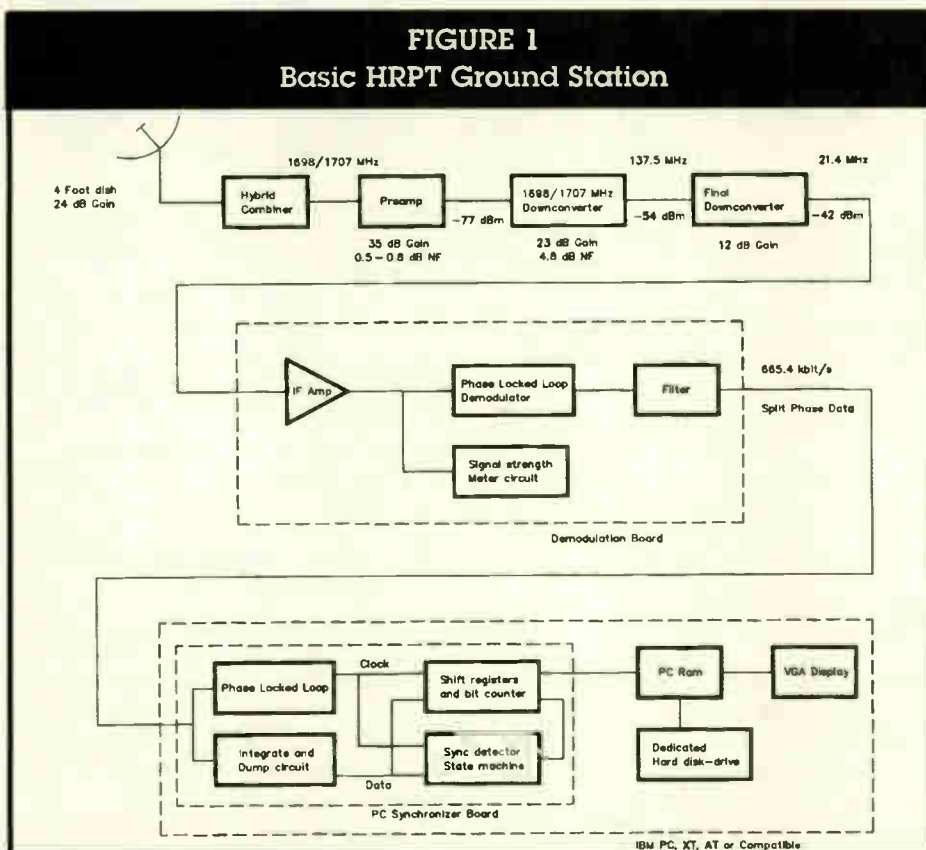 FIGURE 1
Basic HRPT Ground Station
4 Foot dish
24 dB Gain
Hybrid
Combiner
1698/1707 MHz
Preamp
35 dB Gain
0.5-0.8 dB NF
-77 dBm
1698/1707 MHz
Downconverter
23 dB Gain
4.8 dB NF
137.5 MHz
-54 dBm
Final
Downconverter
12 dB Gain
21.4 MHz
-42 dBm
IF Amp
Phase Locked Loop
Demodulator
Filter
665.4 kbit/s
Split Phase Data
Signal strength
Meter circuit
Demodulation Board
Phase Locked Loop
Clock
Shift registers
and bit counter
PC Ram
VGA Display
Integrate and
Dump circuit
Data
Sync detector
State machine
Dedicated
Hard disk-drive
PC Synchronizer Board
IBM PC, XT, AT or Compatible